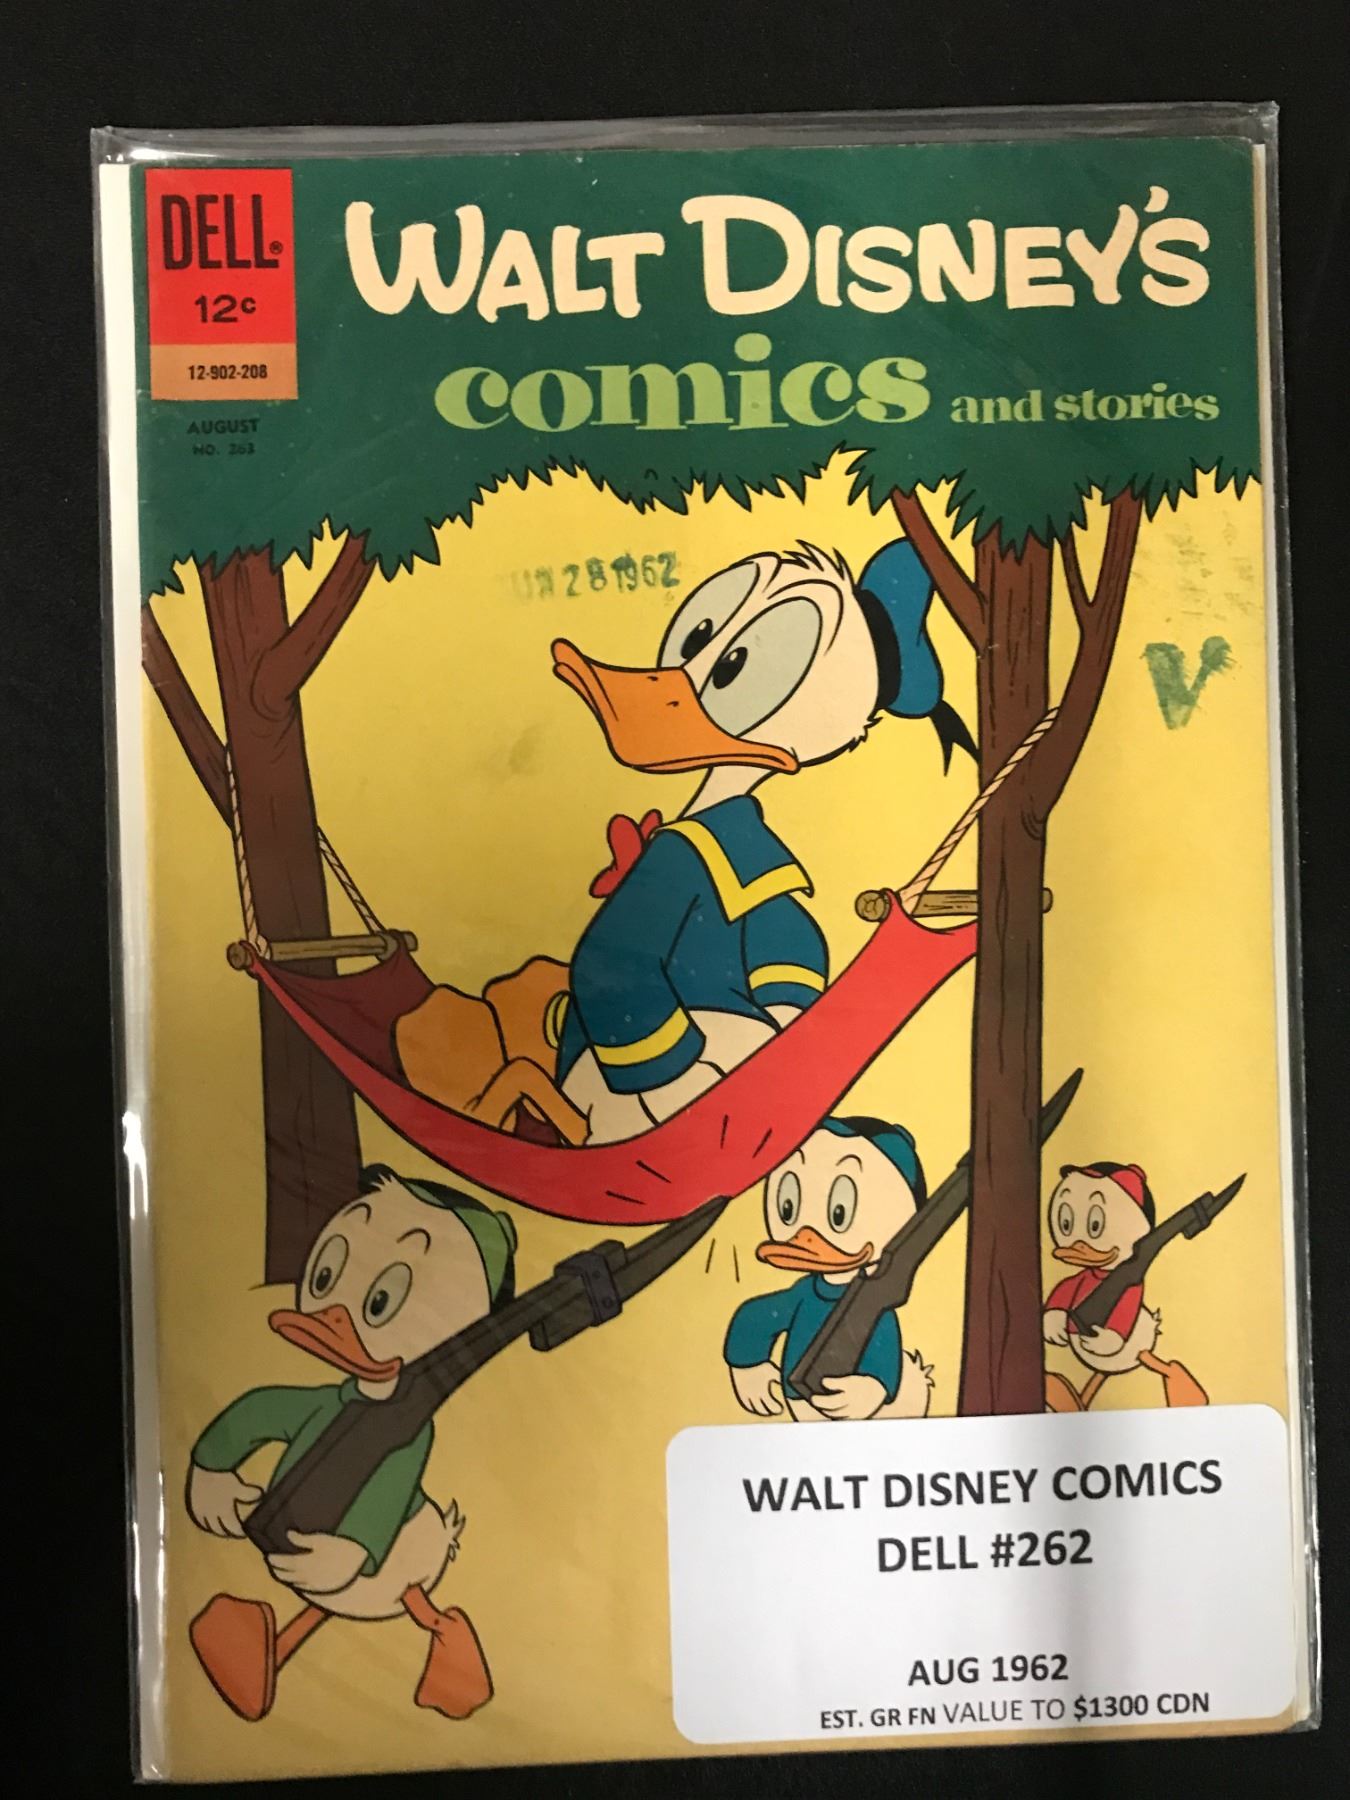 DELL®
12¢
12-902-208
AUGUST
NO. 263
WALT DISNEY'S
comics and stories
28 1962
V
WALT DISNEY COMICS
DELL #262
AUG 1962
EST. GR FN VALUE TO $1300 CDN